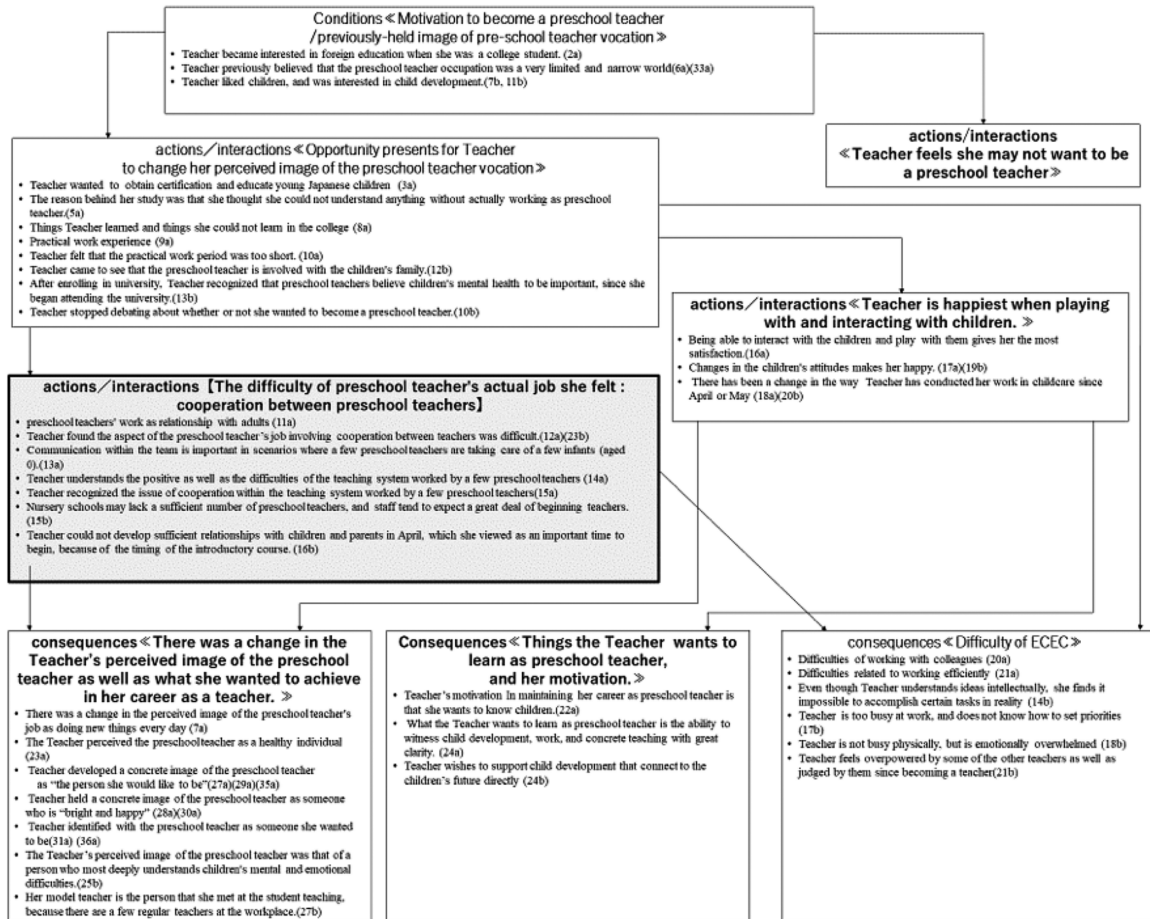 Conditions≪Motivation to become a preschool teacher
/previously-held image of pre-school teacher vocation≫
• Teacher became interested in foreign education when she was a college student. (2a)
• Teacher previously believed that the preschool teacher occupation was a very limited and narrow world(6a)(33a)
• Teacher liked children, and was interested in child development.(7b, 11b)
actions/interactions
≪Teacher feels she may not want to be
a preschool teacher≫
actions／interactions≪Opportunity presents for Teacher
to change her perceived image of the preschool teacher vocation≫
• Teacher wanted to obtain certification and educate young Japanese children (3a)
• The reason behind her study was that she thought she could not understand anything without actually working as preschool
teacher.(5a)
• Things Teacher learned and things she could not learn in the college (8a)
• Practical work experience (9a)
• Teacher felt that the practical work period was too short. (10a)
• Teacher came to see that the preschool teacher is involved with the children's family.(12b)
• After enrolling in university, Teacher recognized that preschool teachers believe children's mental health to be important, since she
began attending the university.(13b)
• Teacher stopped debating about whether or not she wanted to become a preschool teacher.(10b)
actions／interactions≪Teacher is happiest when playing
with and interacting with children. ≫
• Being able to interact with the children and play with them gives her the most
satisfaction.(16a)
• Changes in the children's attitudes makes her happy. (17a)(19b)
• There has been a change in the way Teacher has conducted her work in childcare since
April or May (18a)(20b)
actions／interactions【The difficulty of preschool teacher's actual job she felt :
cooperation between preschool teachers】
• preschool teachers' work as relationship with adults (11a)
• Teacher found the aspect of the preschool teacher's job involving cooperation between teachers was difficult.(12a)(23b)
• Communication within the team is important in scenarios where a few preschool teachers are taking care of a few infants (aged
0).(13a)
• Teacher understands the positive as well as the difficulties of the teaching system worked by a few preschool teachers (14a)
• Teacher recognized the issue of cooperation within the teaching system worked by a few preschool teachers(15a)
• Nursery schools may lack a sufficient number of preschool teachers, and staff tend to expect a great deal of beginning teachers.
(15b)
• Teacher could not develop sufficient relationships with children and parents in April, which she viewed as an important time to
begin, because of the timing of the introductory course. (16b)
consequences≪There was a change in the
Teacher's perceived image of the preschool
teacher as well as what she wanted to achieve
in her career as a teacher. ≫
• There was a change in the perceived image of the preschool teacher's
job as doing new things every day (7a)
• The Teacher perceived the preschool teacher as a healthy individual
(23a)
• Teacher developed a concrete image of the preschool teacher
as "the person she would like to be"(27a)(29a)(35a)
• Teacher held a concrete image of the preschool teacher as someone
who is "bright and happy" (28a)(30a)
• Teacher identified with the preschool teacher as someone she wanted
to be(31a) (36a)
• The Teacher's perceived image of the preschool teacher was that of a
person who most deeply understands children's mental and emotional
difficulties.(25b)
• Her model teacher is the person that she met at the student teaching,
because there are a few regular teachers at the workplace.(27b)
Consequences≪Things the Teacher wants to
learn as preschool teacher,
and her motivation.≫
• Teacher's motivation In maintaining her career as preschool teacher is
that she wants to know children.(22a)
• What the Teacher wants to learn as preschool teacher is the ability to
witness child development, work, and concrete teaching with great
clarity. (24a)
• Teacher wishes to support child development that connect to the
children's future directly (24b)
consequences≪Difficulty of ECEC≫
• Difficulties of working with colleagues (20a)
• Difficulties related to working efficiently (21a)
• Even though Teacher understands ideas intellectually, she finds it
impossible to accomplish certain tasks in reality (14b)
• Teacher is too busy at work, and does not know how to set priorities
(17b)
• Teacher is not busy physically, but is emotionally overwhelmed (18b)
• Teacher feels overpowered by some of the other teachers as well as
judged by them since becoming a teacher(21b)